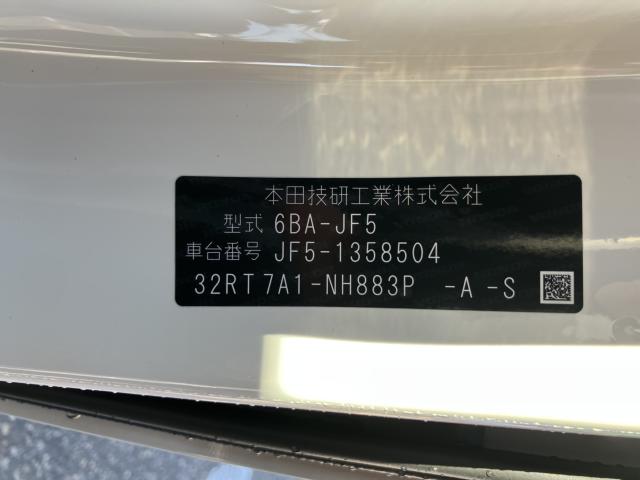 本田技研工業株式会社
型式 6BA-JF5
車台番号 JF5-1358504
32RT7A1-NH883P -A -S